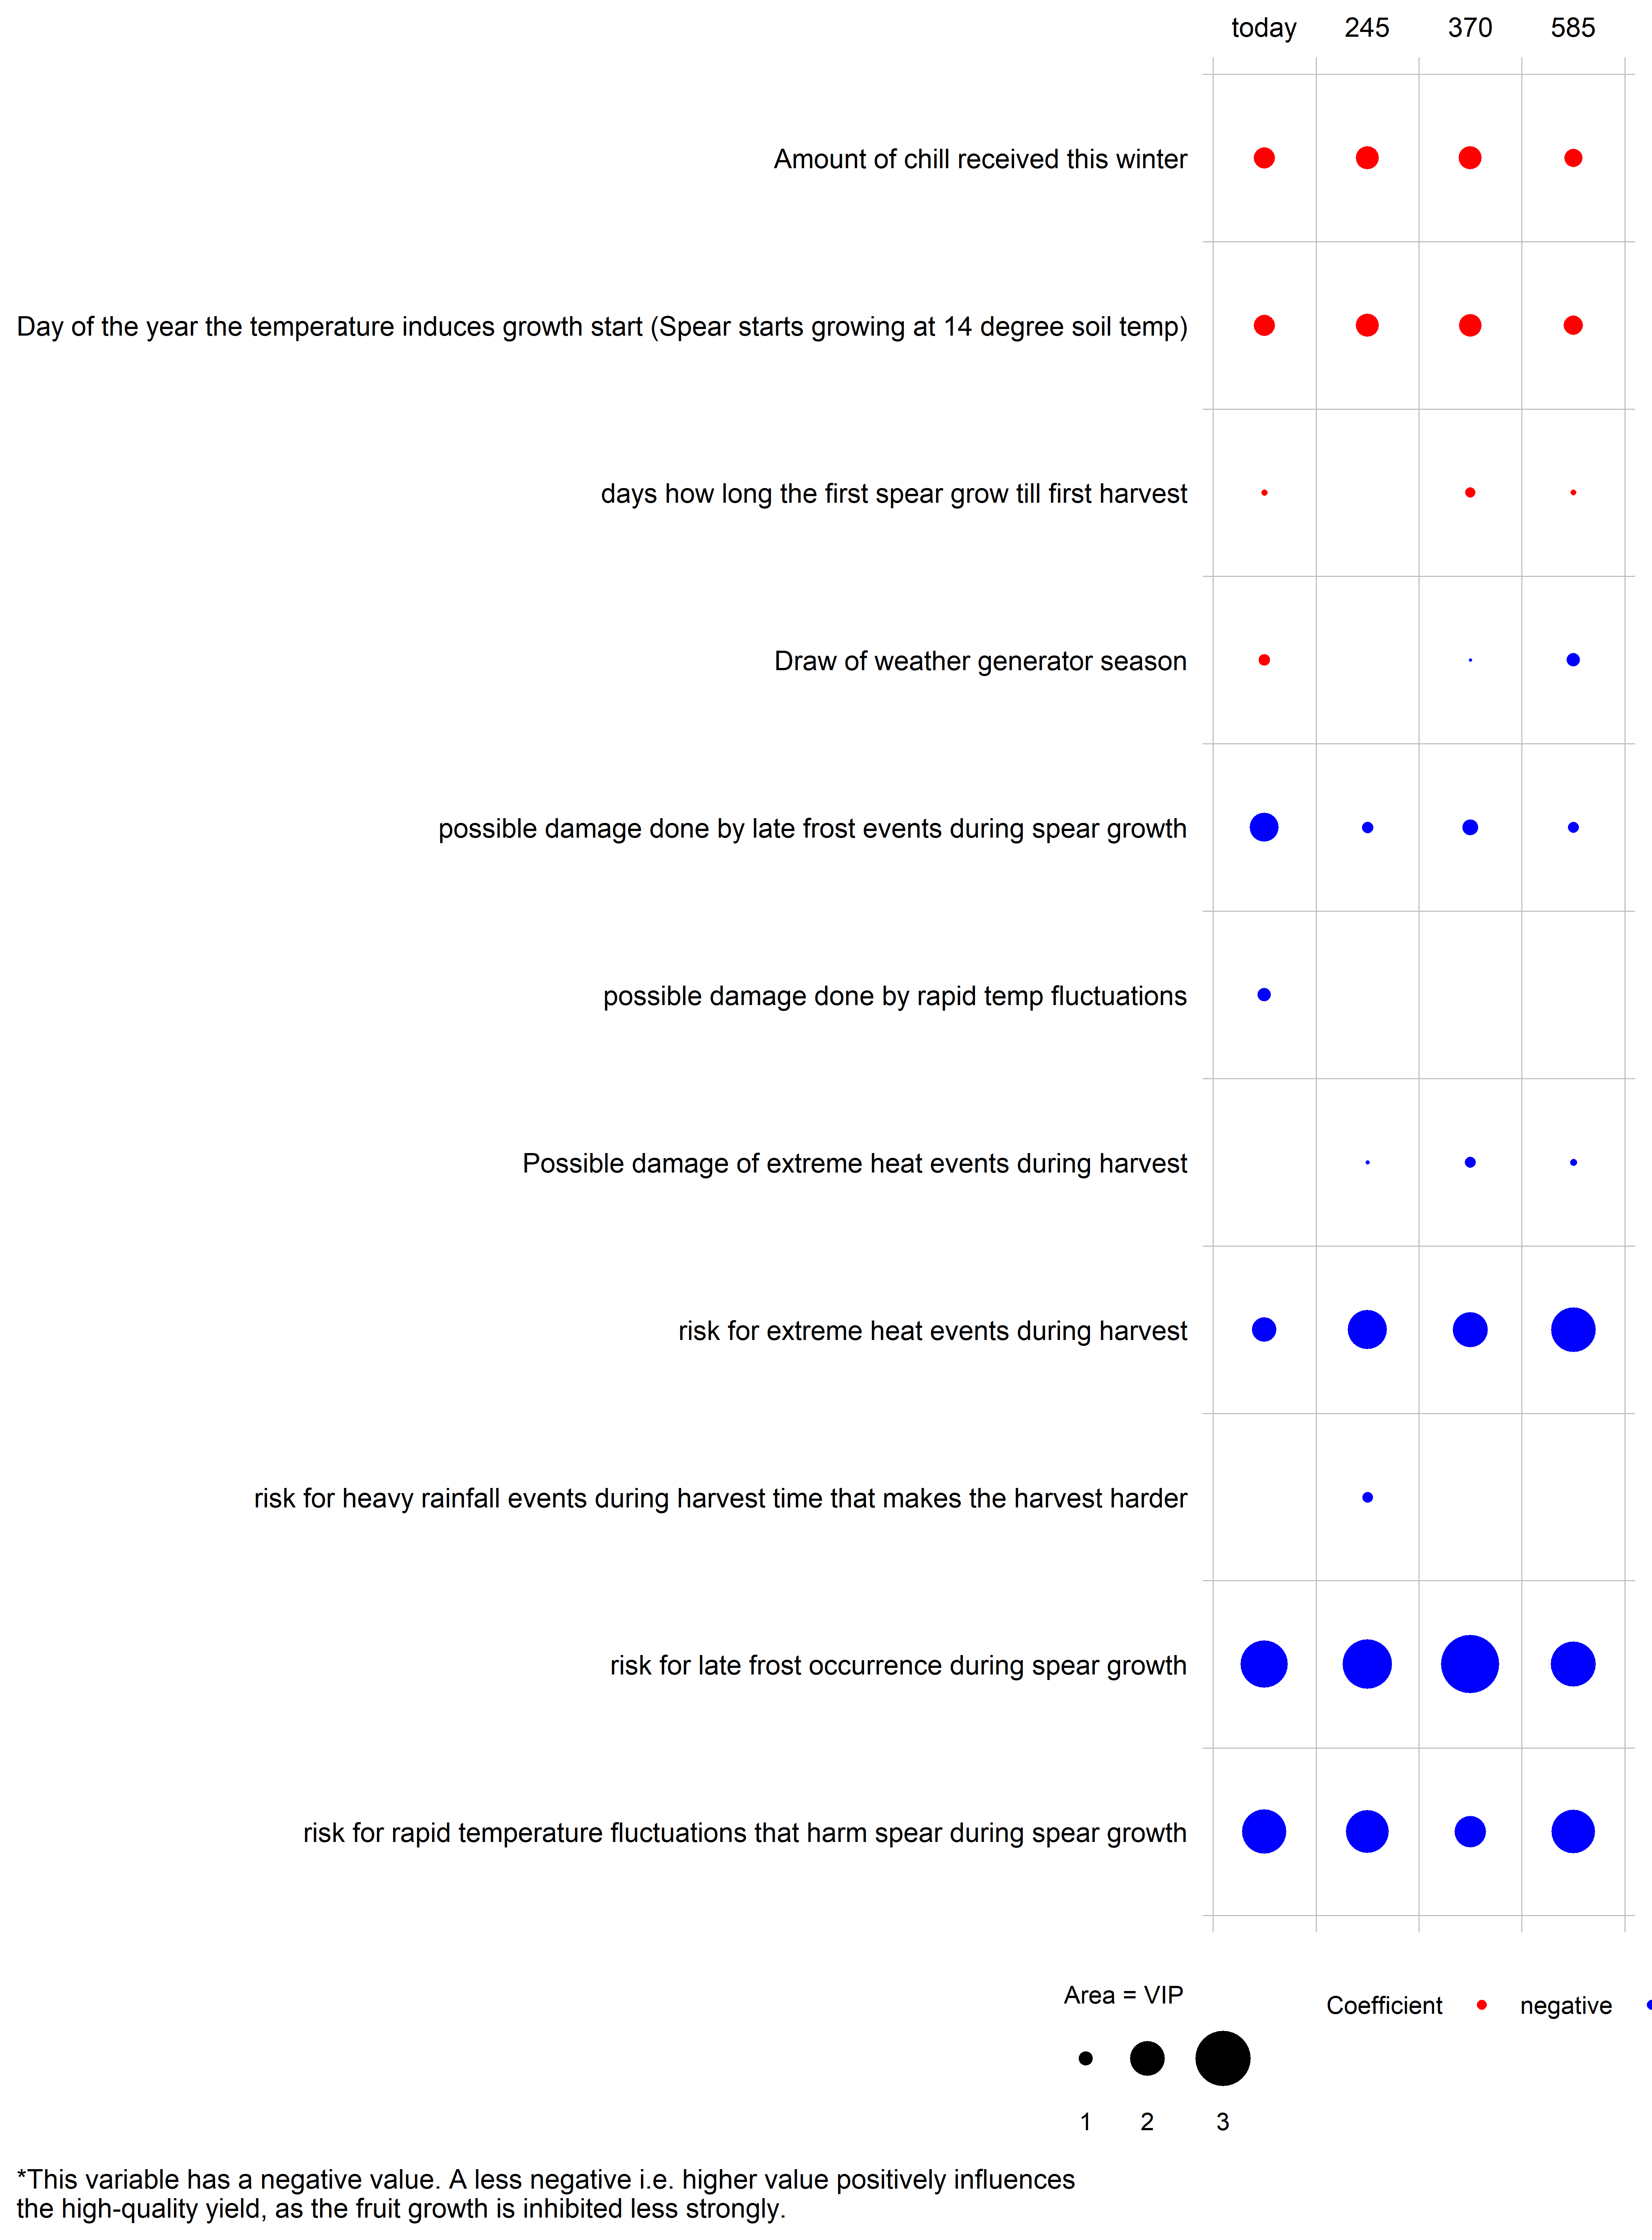 today 245 370 585
Amount of chill received this winter
Day of the year the temperature induces growth start (Spear starts growing at 14 degree soil temp)
days how long the first spear grow till first harvest
Draw of weather generator season
possible damage done by late frost events during spear growth
possible damage done by rapid temp fluctuations
Possible damage of extreme heat events during harvest
risk for extreme heat events during harvest
risk for heavy rainfall events during harvest time that makes the harvest harder
risk for late frost occurrence during spear growth
risk for rapid temperature fluctuations that harm spear during spear growth
Area = VIP
Coefficient negative
1 2 3
*This variable has a negative value. A less negative i.e. higher value positively influences
the high-quality yield, as the fruit growth is inhibited less strongly.